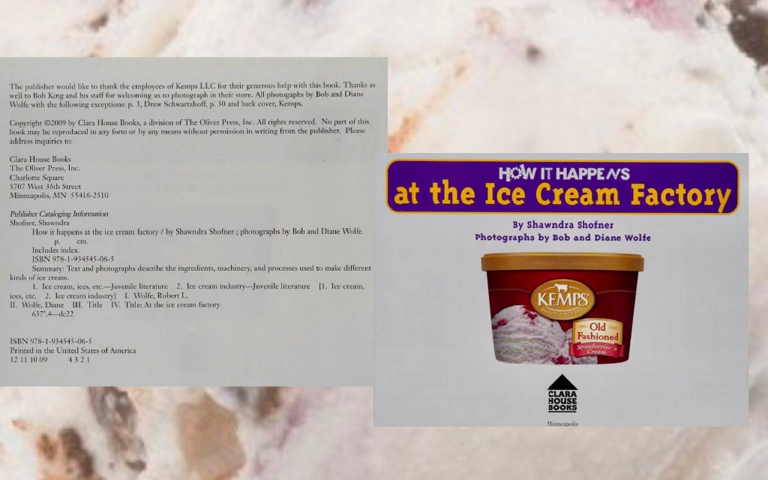 The publisher would like to thank the employees of Kemps LLC for their generous help with this book. Thanks as
well to Bob King and his staff for welcoming us to photograph in their store. All photographs by Bob and Diane
Wolfe with the following exceptions: p. 3, Drew Schwartzhoff, p. 30 and back cover, Kemps.
Copyright ©2009 by Clara House Books, a division of The Oliver Press, Inc. All rights reserved. No part of this
book may be reproduced in any form or by any means without permission in writing from the publisher. Please
address inquiries to:
Clara House Books
The Oliver Press, Inc.
Charlotte Square
5707 West 36th Street
Minneapolis, MN 55416-2510
Publisher Cataloging Information
Shofner, Shawndra
How it happens at the ice cream factory / by Shawndra Shofner ; photographs by Bob and Diane Wolfe.
p. cm.
Includes index.
ISBN 978-1-934545-06-5
Summary: Text and photographs describe the ingredients, machinery, and processes used to make different
kinds of ice cream.
1. Ice cream, ices, etc.—Juvenile literature 2. Ice cream industry—Juvenile literature [1. Ice cream,
ices, etc. 2. Ice cream industry] I. Wolfe, Robert L.
II. Wolfe, Diane III. Title IV. Title: At the ice cream factory
637'.4—dc22
ISBN 978-1-934545-06-5
Printed in the United States of America
12 11 10 09 4 3 2 1
HOW IT HAPPENS
at the Ice Cream Factory
By Shawndra Shofner
Photographs by Bob and Diane Wolfe
KEMPS
Old
Fashioned
Strawberries 'n
Cream
CLARA
HOUSE
BOOKS
Minneapolis